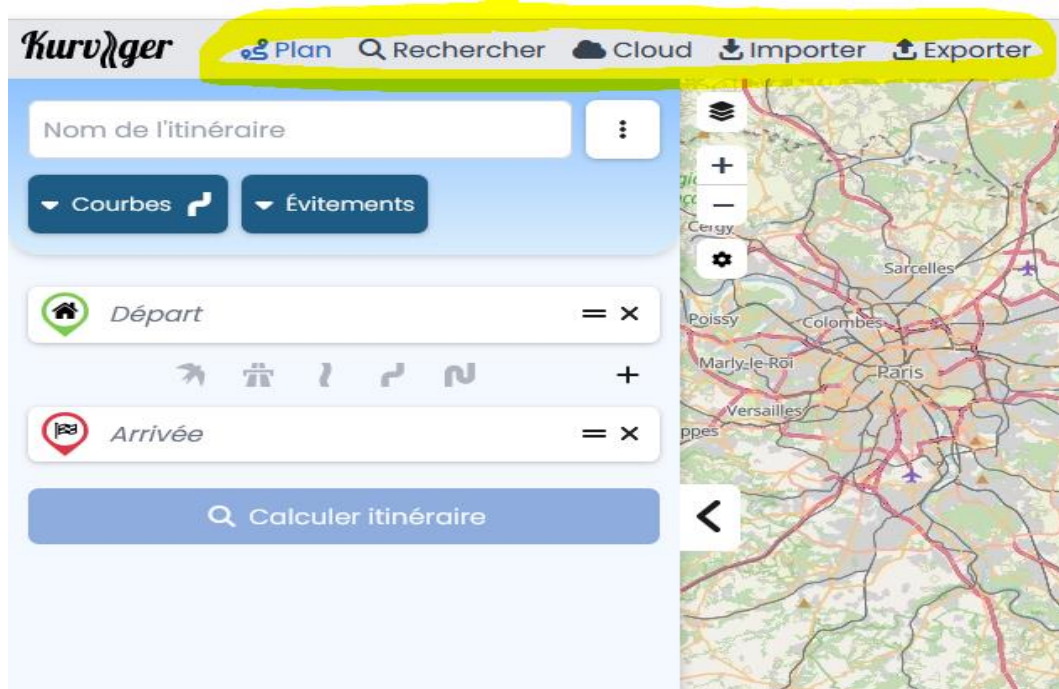 Kurviger Plan Rechercher Cloud Importer Exporter
Nom de l'itinéraire
Courbes Évitements
Départ
Arrivée
Calculer itinéraire
Cergy
Sarcelles
Poissy
Colombes
Marly-le-Roi
Paris
Versailles
ppes